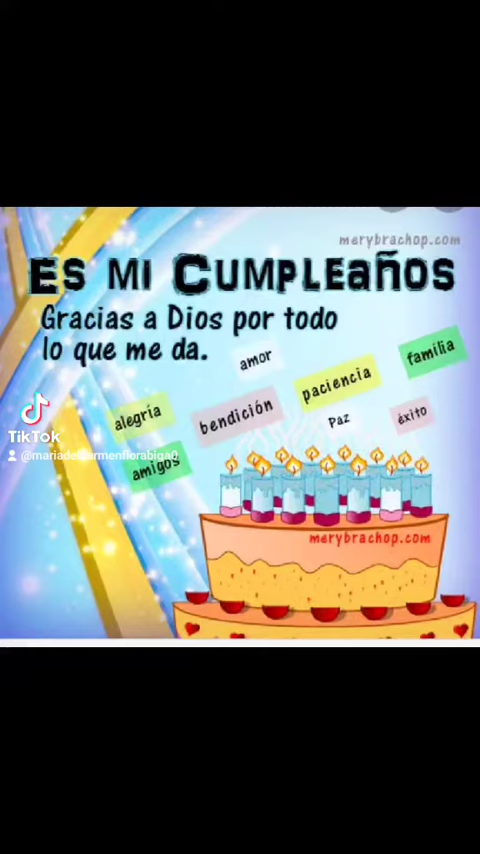 merybrachop.com
Es mi Cumpleaños
Gracias a Dios por todo
lo que me da.
amor
familia
paciencia
alegría
bendición
Paz
éxito
amigos
TikTok
merybrachop.com